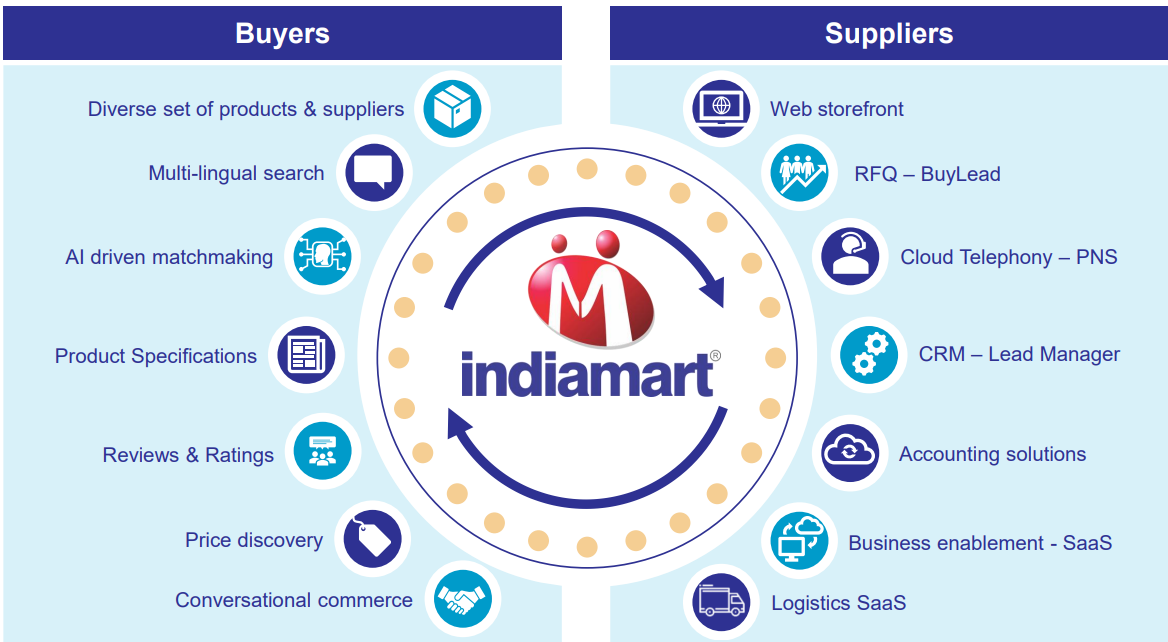 Buyers
Diverse set of products & suppliers
Multi-lingual search
AI driven matchmaking
Product Specifications
Reviews & Ratings
Price discovery
Conversational commerce
indiamart®
Suppliers
Web storefront
RFQ – BuyLead
Cloud Telephony – PNS
CRM – Lead Manager
Accounting solutions
Business enablement - SaaS
Logistics SaaS